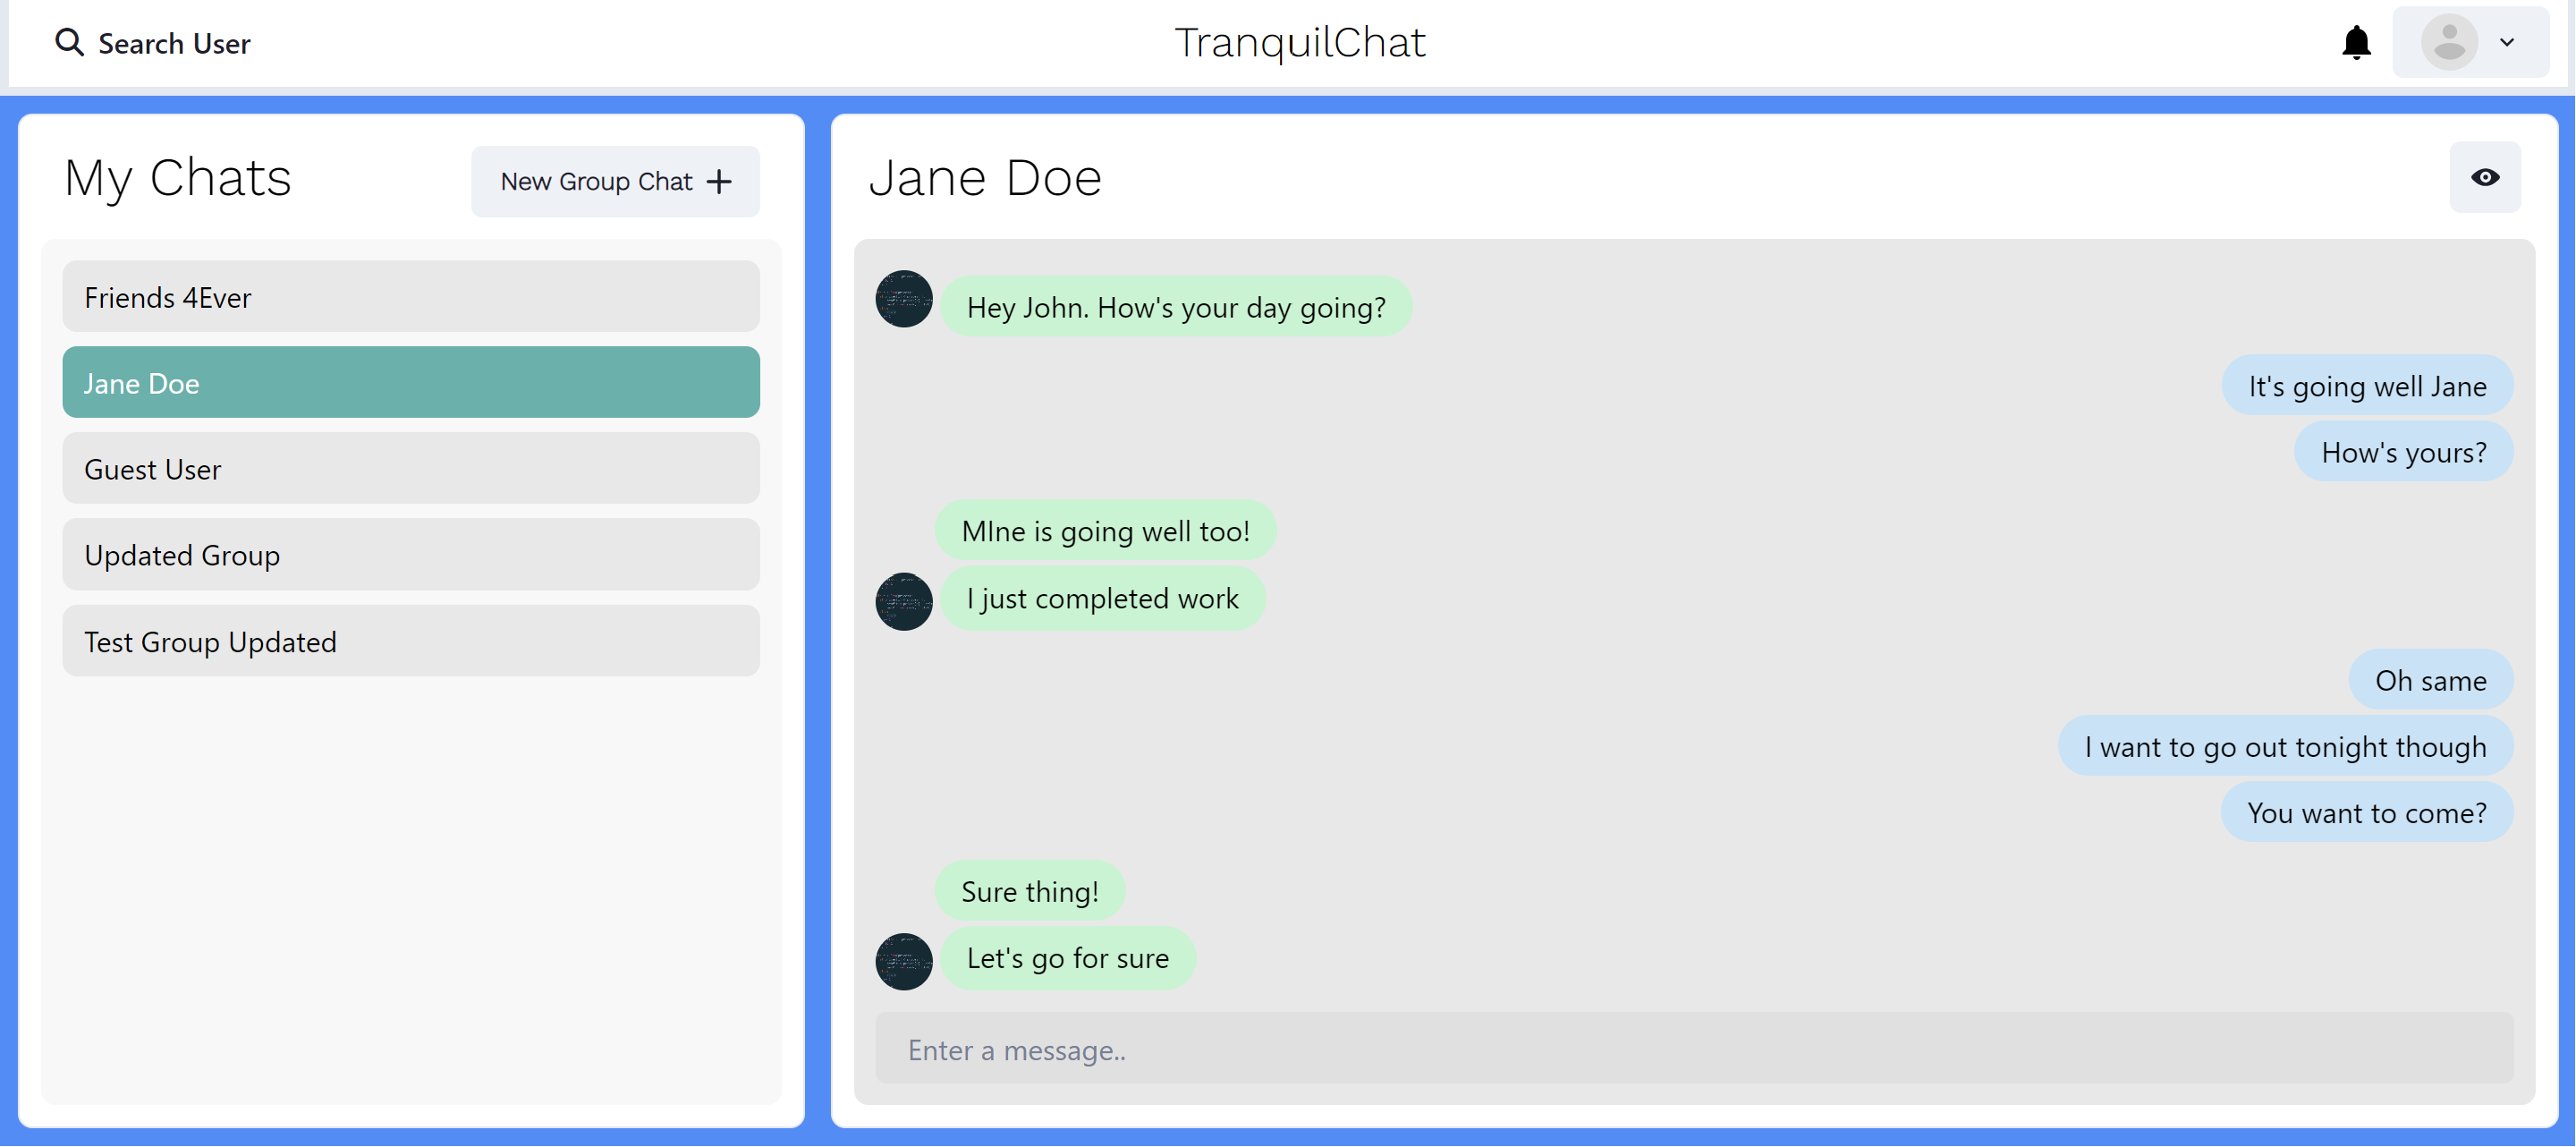 Search User
TranquilChat
My Chats
New Group Chat
Friends 4Ever
Jane Doe
Guest User
Updated Group
Test Group Updated
Jane Doe
Hey John. How's your day going?
It's going well Jane
How's yours?
MIne is going well too!
I just completed work
Oh same
I want to go out tonight though
You want to come?
Sure thing!
Let's go for sure
Enter a message..